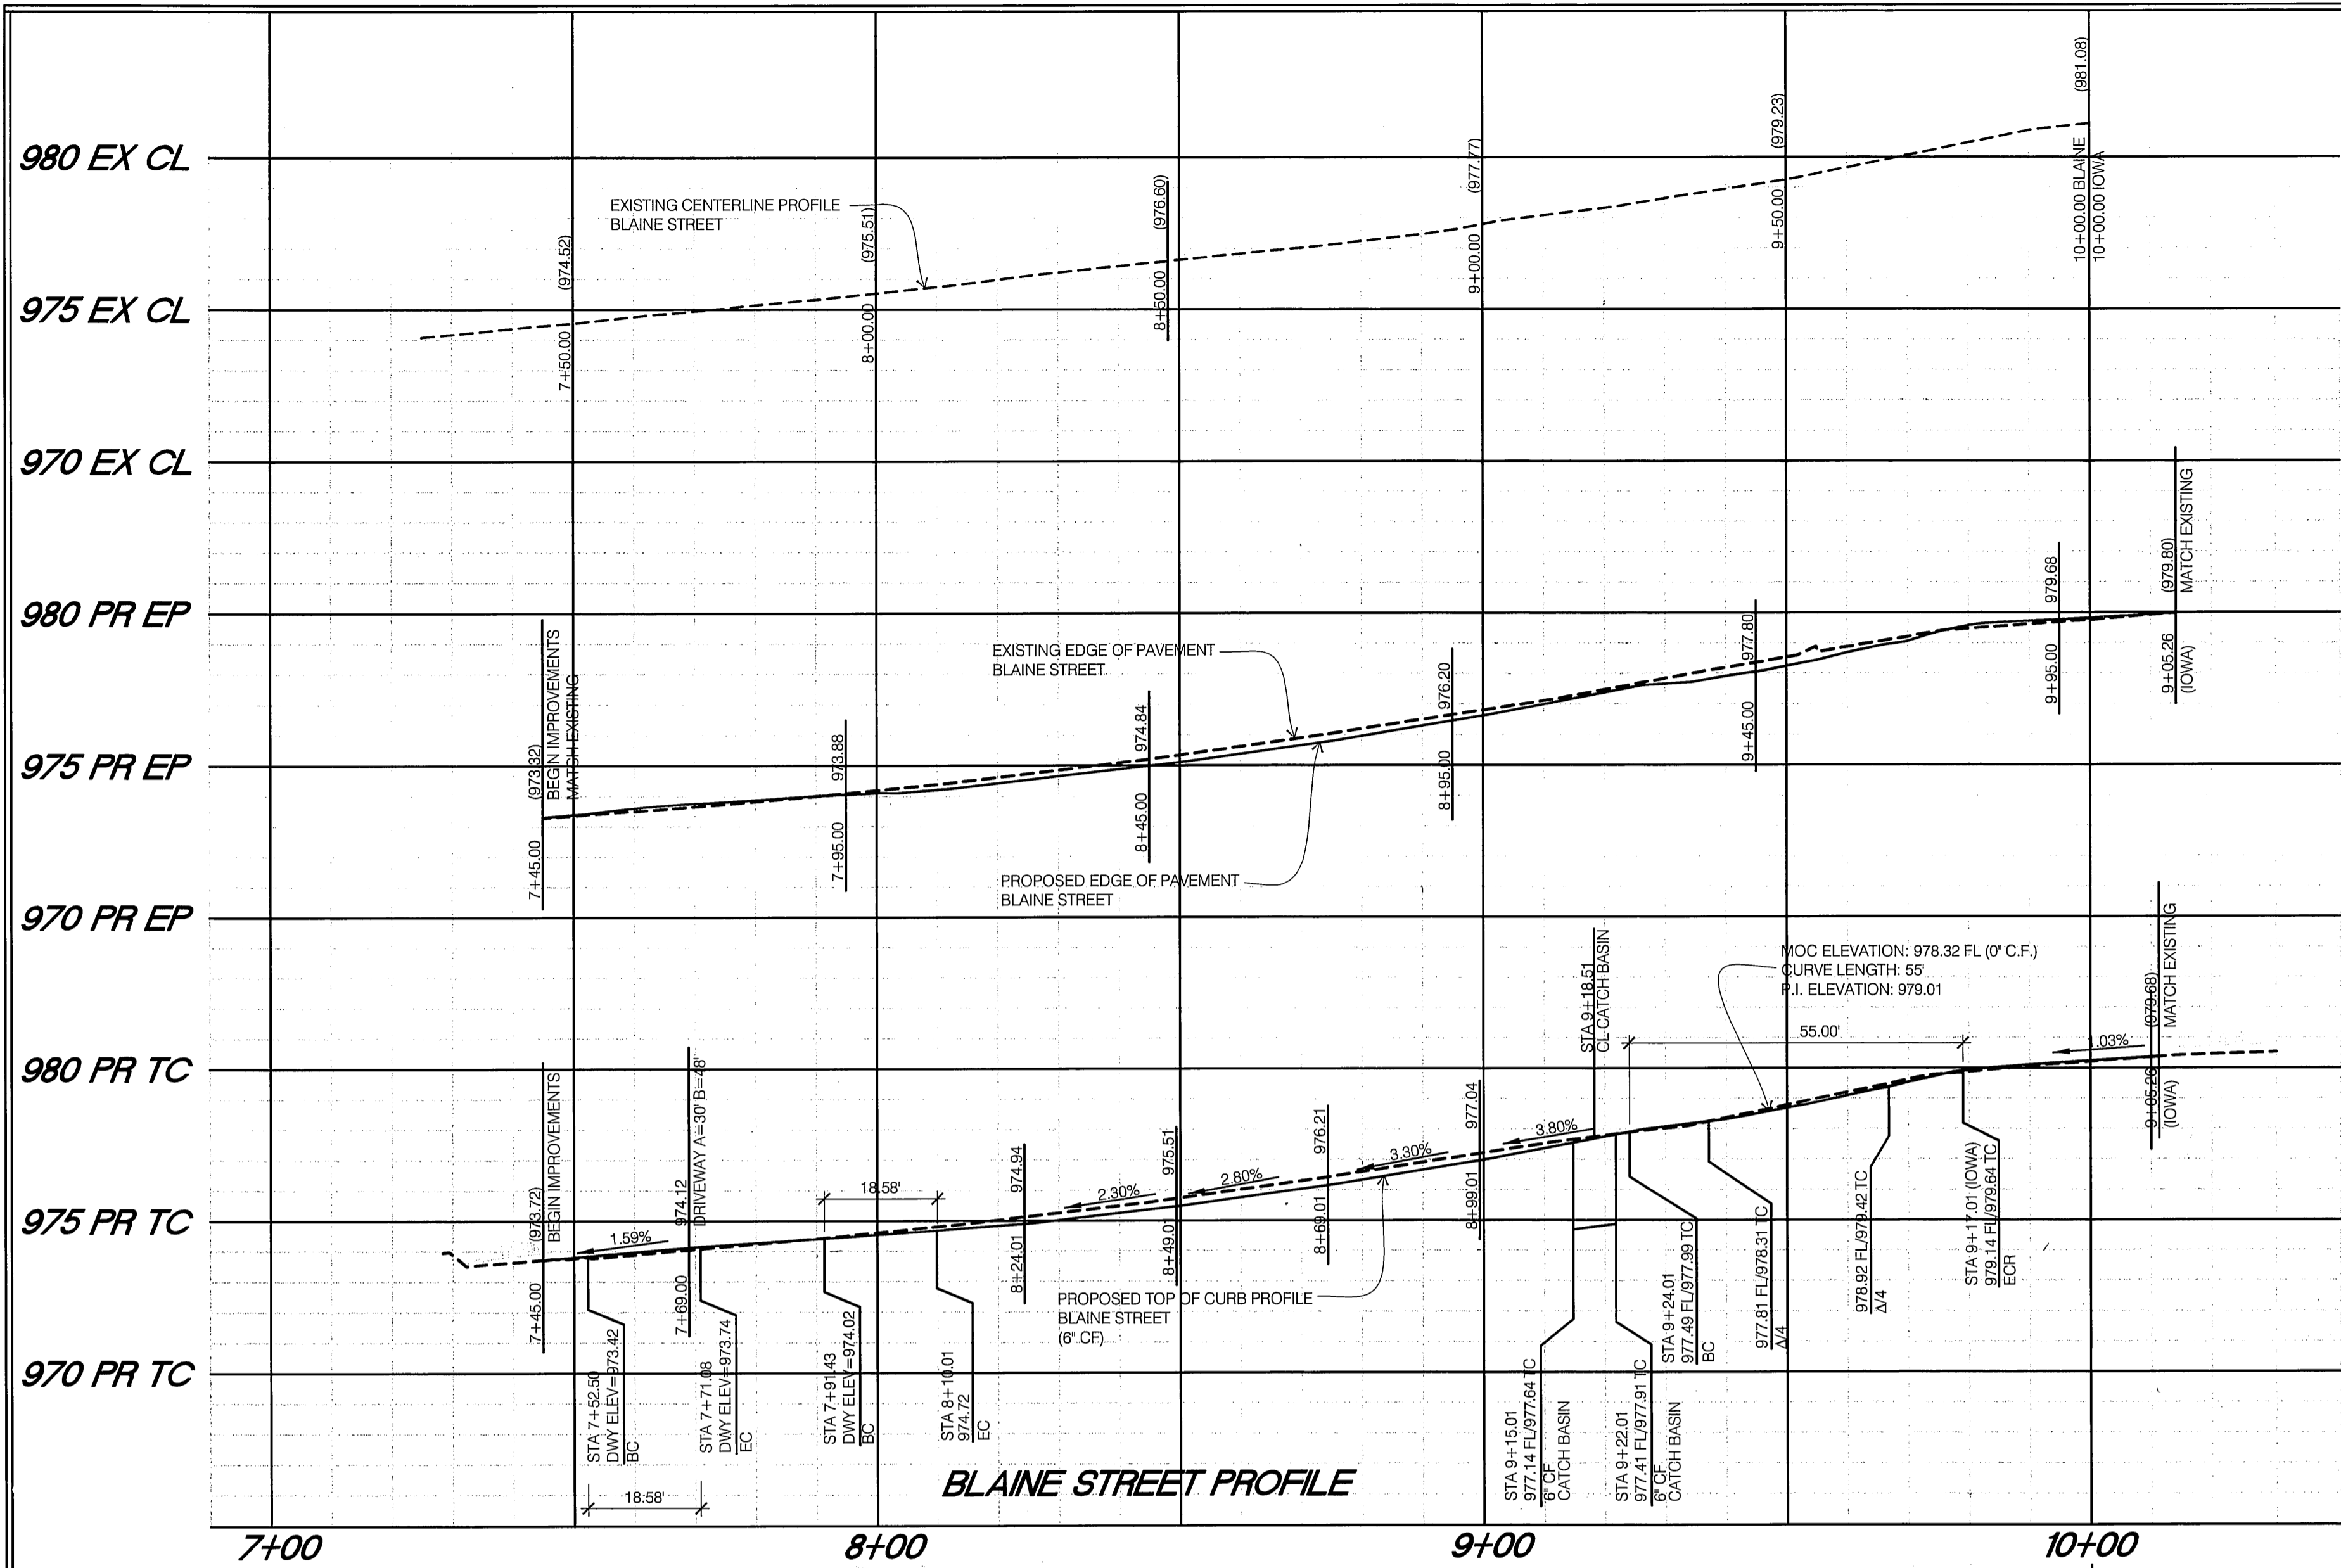 980 EX CL
975 EX CL
970 EX CL
980 PR EP
975 PR EP
970 PR EP
980 PR TC
975 PR TC
970 PR TC
EXISTING CENTERLINE PROFILE
BLAINE STREET
7+50.00 (974.52)
8+00.00 (975.51)
8+50.00 (976.60)
9+00.00 (977.77)
9+50.00 (979.23)
(981.08)
10+00.00 BLAINE
10+00.00 IOWA
7+45.00 (973.32)
BEGIN IMPROVEMENTS
MATCH EXISTING
7+95.00 973.88
EXISTING EDGE OF PAVEMENT
BLAINE STREET
8+45.00 974.84
PROPOSED EDGE OF PAVEMENT
BLAINE STREET
8+95.00 976.20
9+45.00 977.80
9+95.00 979.68
9+05.26 (979.80)
(IOWA) MATCH EXISTING
7+45.00 (973.72)
BEGIN IMPROVEMENTS
1.59%
7+69.00 974.12
DRIVEWAY A=30' B=48'
18.58'
8+24.01 974.94
2.30%
8+49.01 975.51
2.80%
8+69.01 976.21
3.30%
8+99.01 977.04
3.80%
STA 9+18.51
CL CATCH BASIN
MOC ELEVATION: 978.32 FL (0" C.F.)
CURVE LENGTH: 55'
P.I. ELEVATION: 979.01
55.00'
1.03%
9+05.26 (979.68)
(IOWA) MATCH EXISTING
PROPOSED TOP OF CURB PROFILE
BLAINE STREET
(6" CF)
STA 7+52.50
DWY ELEV=973.42
BC
STA 7+71.08
DWY ELEV=973.74
EC
18.58'
STA 7+91.43
DWY ELEV=974.02
BC
STA 8+10.01
974.72
EC
STA 9+15.01
977.14 FL/977.64 TC
6" CF
CATCH BASIN
STA 9+22.01
977.41 FL/977.91 TC
6" CF
CATCH BASIN
STA 9+24.01
977.49 FL/977.99 TC
BC
977.81 FL/978.31 TC
Δ/4
978.92 FL/979.42 TC
Δ/4
STA 9+17.01 (IOWA)
979.14 FL/979.64 TC
ECR
BLAINE STREET PROFILE
7+00
8+00
9+00
10+00